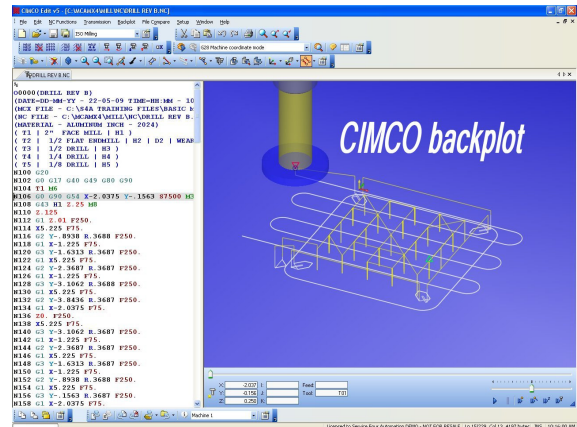 CIMCO Edit v5 - [C:\MCAMX4\MILL\NC\DRILL REV B.NC]
File Edit NC Functions Transmission Backplot File Compare Setup Window Help
ISO Milling
G28 Machine coordinate mode
DRILL REV B.NC
%
O0000(DRILL REV B)
(DATE=DD-MM-YY - 22-05-09 TIME=HH:MM - 10
(MCX FILE - C:\S4A TRAINING FILES\BASIC M
(NC FILE - C:\MCAMX4\MILL\NC\DRILL REV B.
(MATERIAL - ALUMINUM INCH - 2024)
( T1 | 2" FACE MILL | H1 )
( T2 | 1/2 FLAT ENDMILL | H2 | D2 | WEAR
( T3 | 1/2 DRILL | H3 )
( T4 | 1/4 DRILL | H4 )
( T5 | 1/8 DRILL | H5 )
N100 G20
N102 G0 G17 G40 G49 G80 G90
N104 T1 M6
N106 G0 G90 G54 X-2.0375 Y-.1563 S7500 M3
N108 G43 H1 Z.25 M8
N110 Z.125
N112 G1 Z.01 F250.
N114 X5.225 F75.
N116 G2 Y-.8938 R.3688 F250.
N118 G1 X-1.225 F75.
N120 G3 Y-1.6313 R.3687 F250.
N122 G1 X5.225 F75.
N124 G2 Y-2.3687 R.3687 F250.
N126 G1 X-1.225 F75.
N128 G3 Y-3.1062 R.3688 F250.
N130 G1 X5.225 F75.
N132 G2 Y-3.8436 R.3687 F250.
N134 G1 X-2.0375 F75.
N136 Z0. F250.
N138 X5.225 F75.
N140 G3 Y-3.1062 R.3687 F250.
N142 G1 X-1.225 F75.
N144 G2 Y-2.3687 R.3687 F250.
N146 G1 X5.225 F75.
N148 G3 Y-1.6313 R.3687 F250.
N150 G1 X-1.225 F75.
N152 G2 Y-.8938 R.3688 F250.
N154 G1 X5.225 F75.
N156 G3 Y-.1563 R.3687 F250.
N158 G1 X-2.0375 F75.
CIMCO backplot
X: -2.037 I: Feed:
Y: -0.156 J: Tool: T01
Z: 0.250 K:
Machine 1